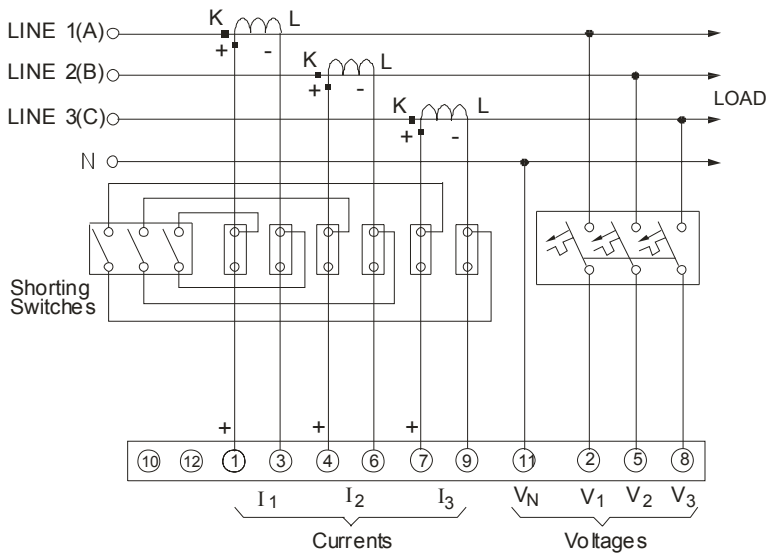 K L
LINE 1(A)
+ -
K L
LINE 2(B)
+ -
LOAD
K L
LINE 3(C)
+ -
N
Shorting
Switches
+ + +
10 12 1 3 4 6 7 9 11 2 5 8
I1 I2 I3 VN V1 V2 V3
Currents Voltages